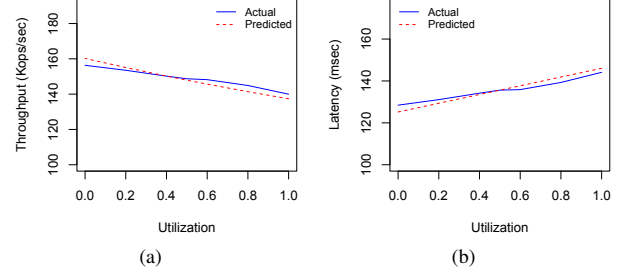 Throughput (Kops/sec)
100 120 140 160 180
Actual
Predicted
0.0 0.2 0.4 0.6 0.8 1.0
Utilization
(a)
Latency (msec)
100 120 140 160
Actual
Predicted
0.0 0.2 0.4 0.6 0.8 1.0
Utilization
(b)